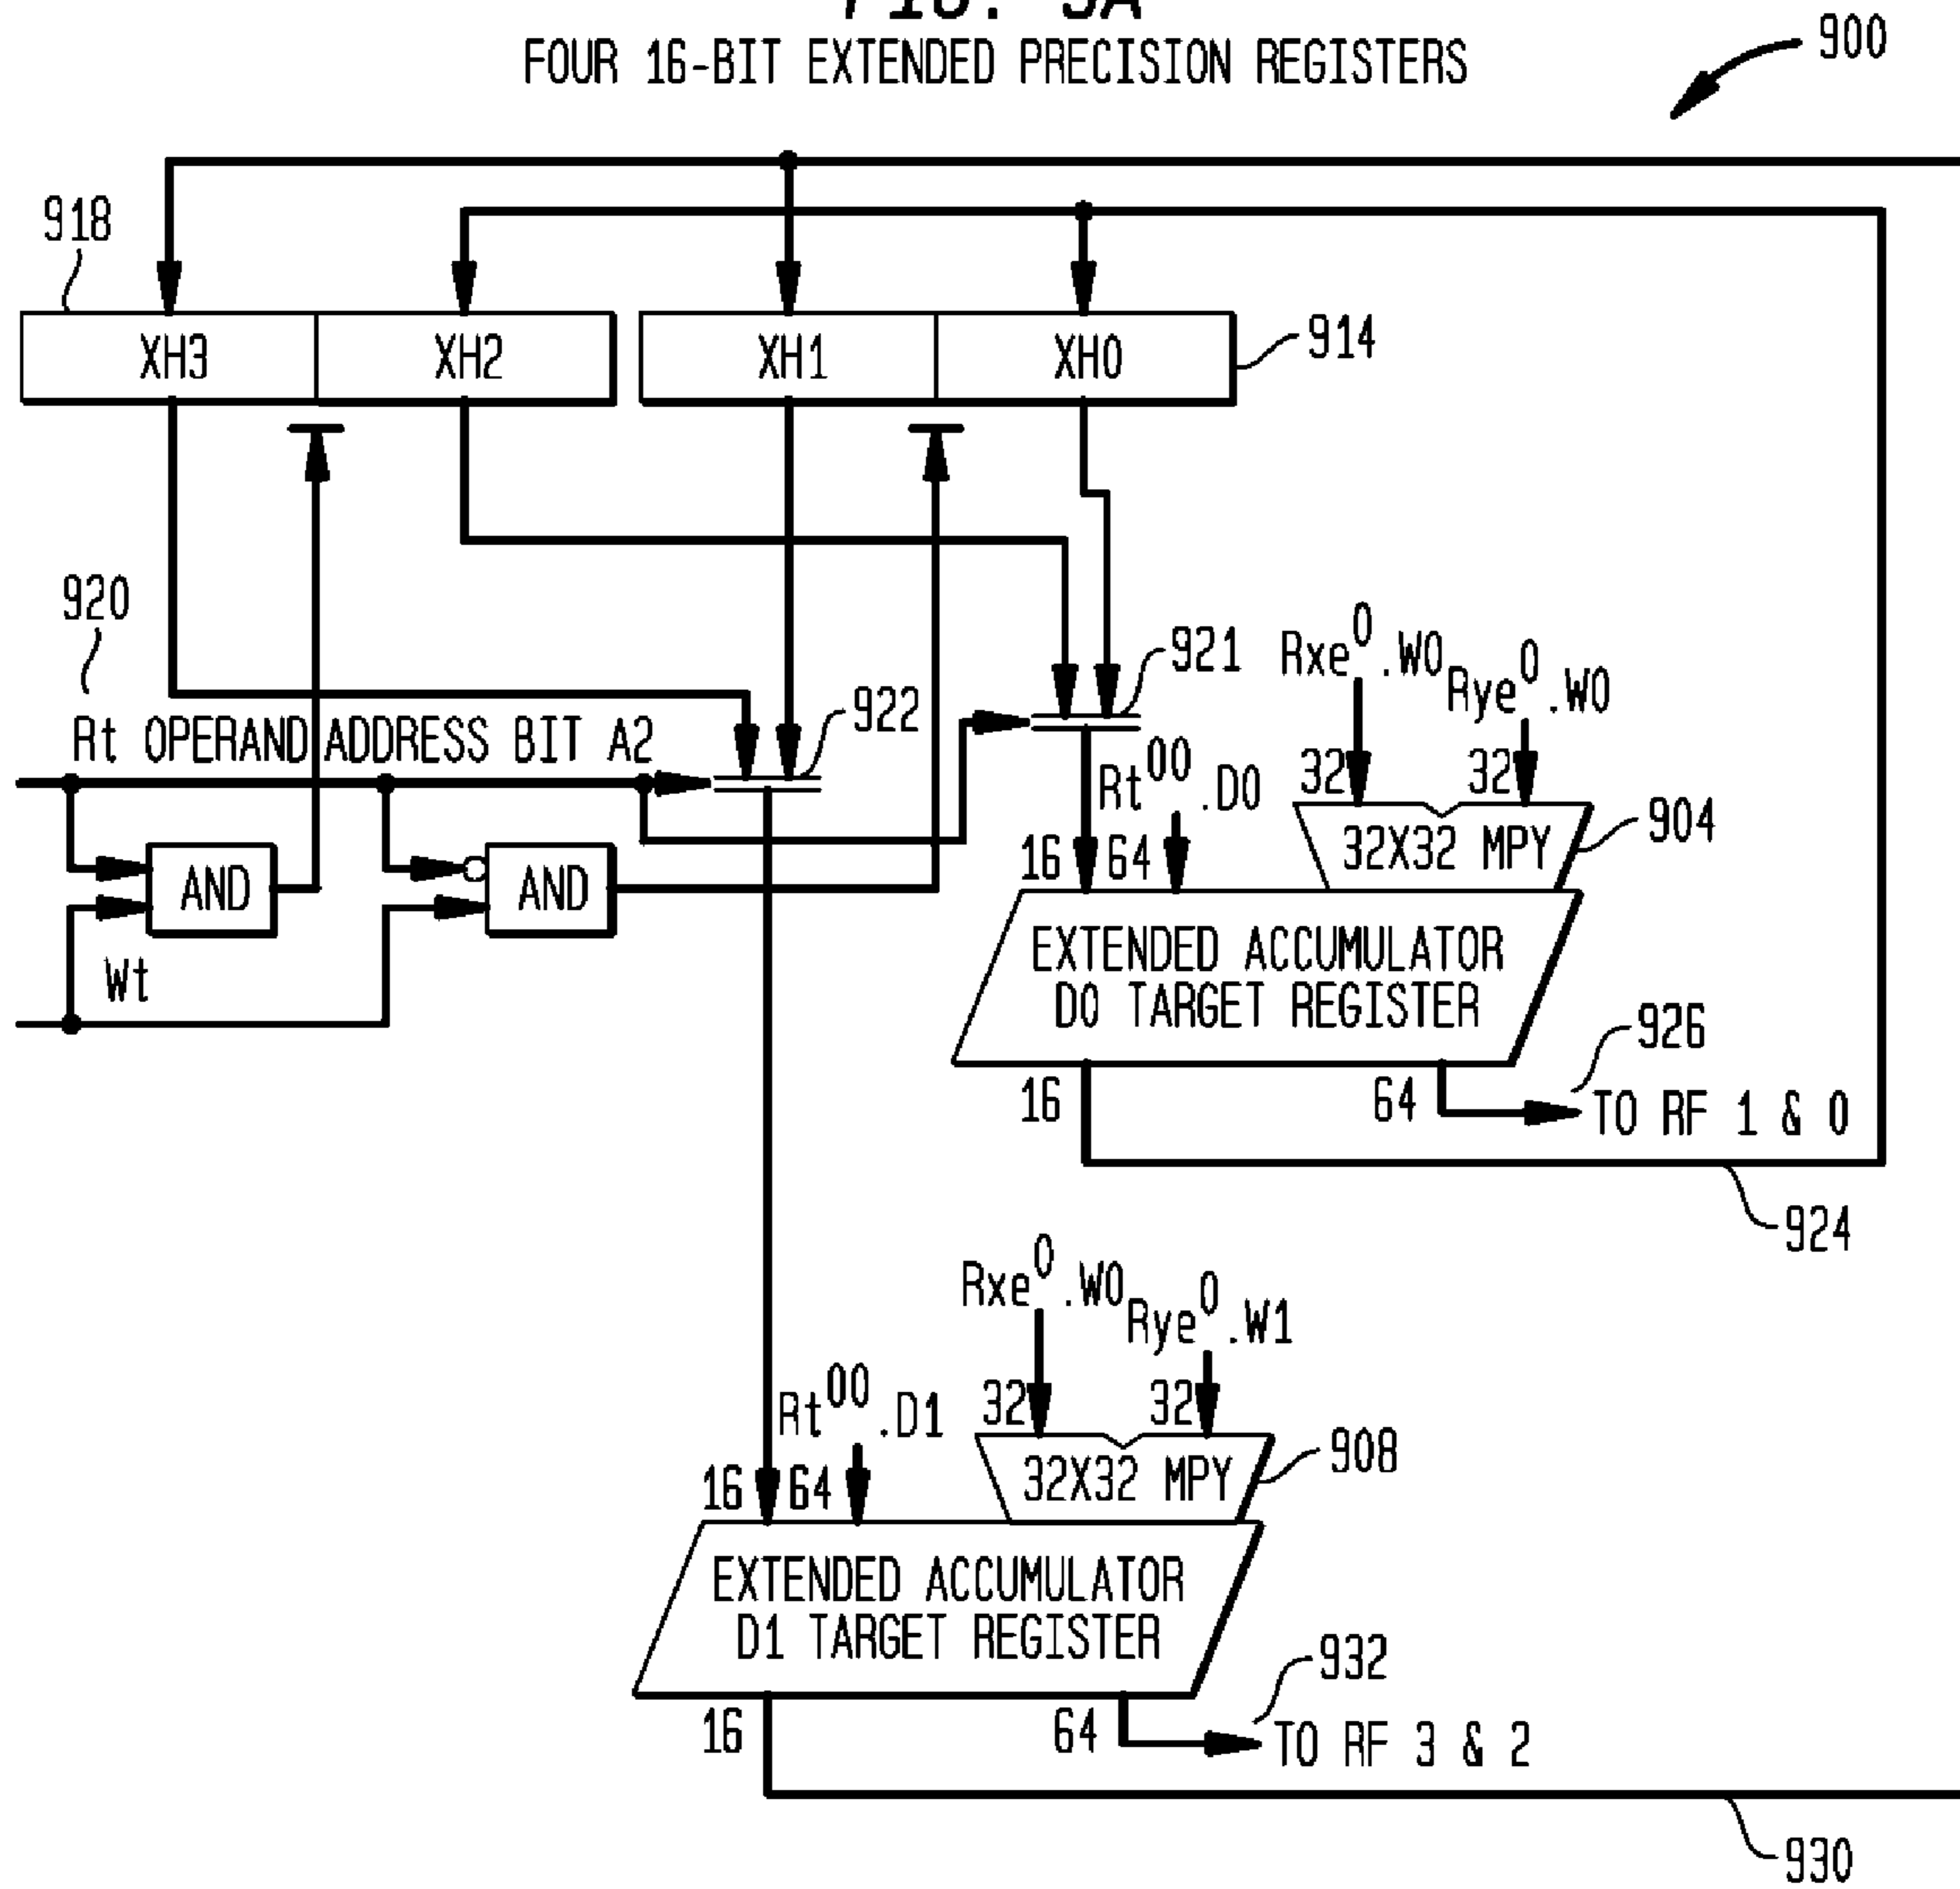 FOUR 16-BIT EXTENDED PRECISION REGISTERS
900
918
XH3 XH2 XH1 XH0
914
920
921
922
Rxe⁰.W0
Rye⁰.W0
Rt OPERAND ADDRESS BIT A2
Rt⁰⁰.D0
32 32
32X32 MPY
904
16 64
AND AND
Wt
EXTENDED ACCUMULATOR
D0 TARGET REGISTER
926
16 64
TO RF 1 & 0
924
Rxe⁰.W0
Rye⁰.W1
Rt⁰⁰.D1
32 32
32X32 MPY
908
16 64
EXTENDED ACCUMULATOR
D1 TARGET REGISTER
932
16 64
TO RF 3 & 2
930